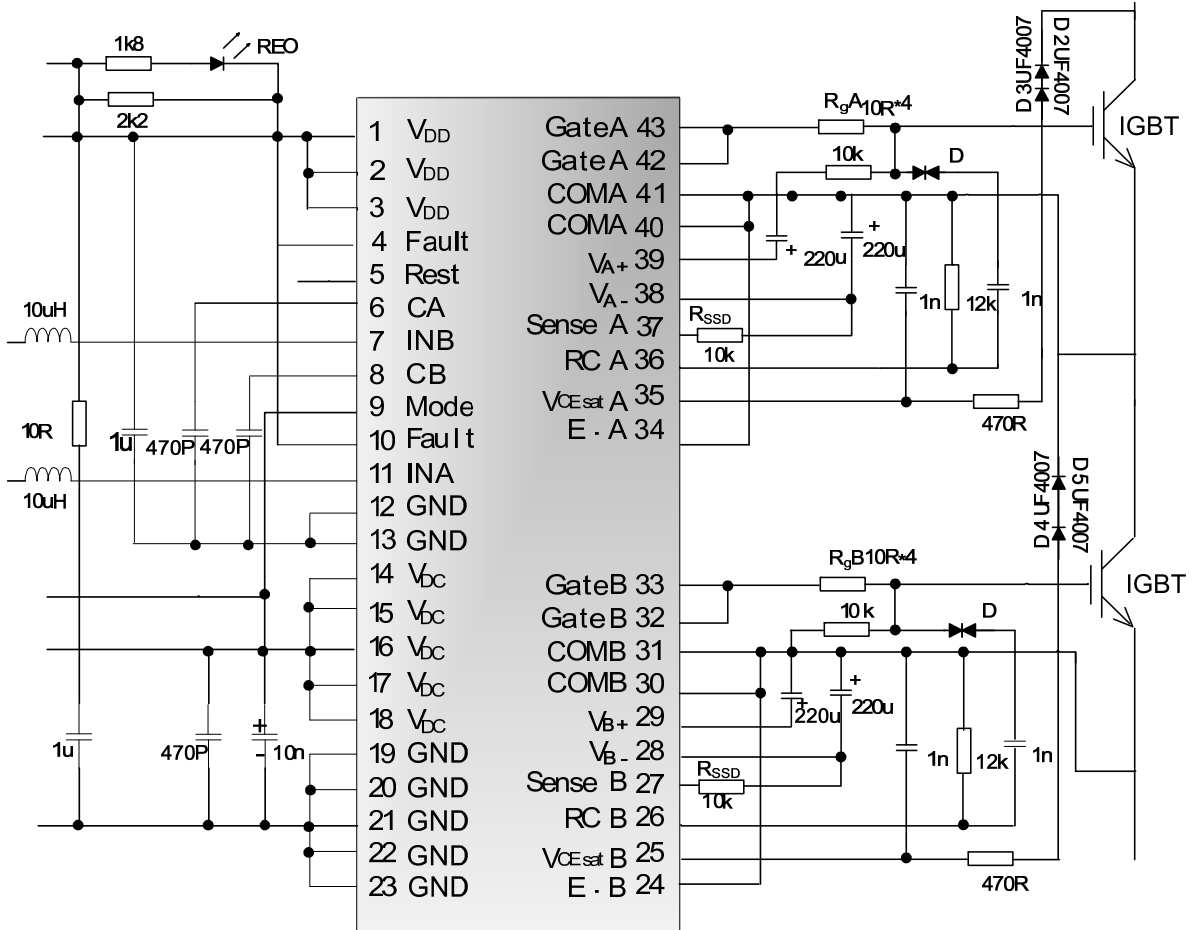 1k8
REO
2k2
1 VDD
2 VDD
3 VDD
4 Fault
5 Rest
6 CA
7 INB
8 CB
9 Mode
10 Fault
11 INA
12 GND
13 GND
14 VDC
15 VDC
16 VDC
17 VDC
18 VDC
19 GND
20 GND
21 GND
22 GND
23 GND
10uH
10R
1u
470P
470P
10uH
1u
470P
+
-
10n
GateA 43
GateA 42
COMA 41
COMA 40
VA+ 39
VA- 38
Sense A 37
RC A 36
VCEsat A 35
E · A 34
GateB 33
GateB 32
COMB 31
COMB 30
VB+ 29
VB- 28
Sense B 27
RC B 26
VCEsat B 25
E · B 24
RgA 10R*4
10k
D
+
220u
+
220u
RSSD
10k
1n
12k
1n
470R
D3UF4007
D2UF4007
IGBT
RgB10R*4
10k
D
+
220u
+
220u
RSSD
10k
1n
12k
1n
470R
D4UF4007
D5UF4007
IGBT